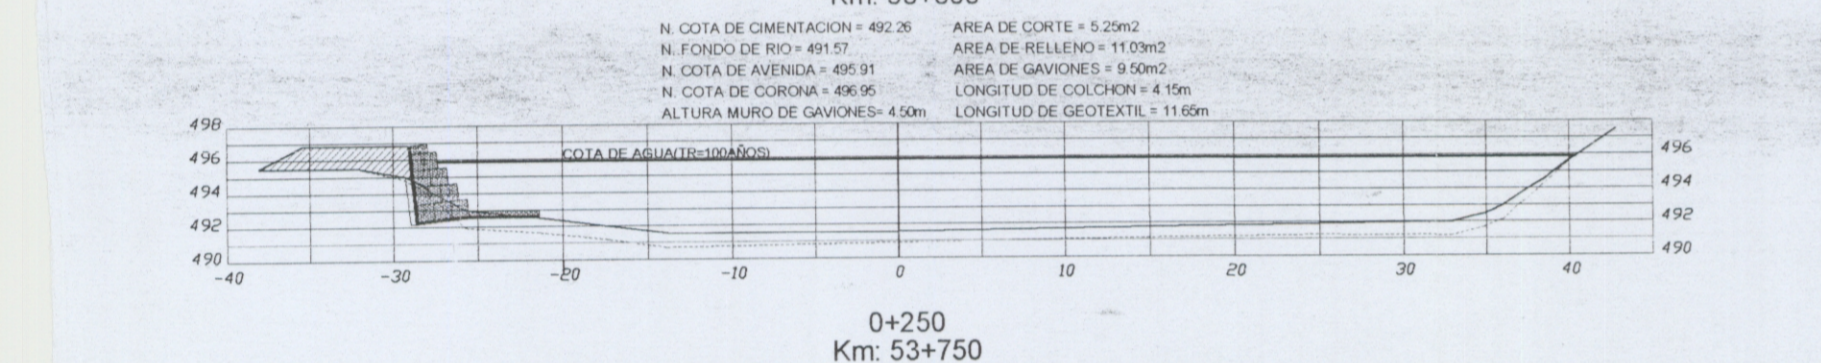 N. COTA DE CIMENTACION = 492.26 AREA DE CORTE = 5.25m2
N. FONDO DE RIO = 491.57 AREA DE RELLENO = 11.03m2
N. COTA DE AVENIDA = 495.91 AREA DE GAVIONES = 9.50m2
N. COTA DE CORONA = 496.95 LONGITUD DE COLCHON = 4.15m
ALTURA MURO DE GAVIONES= 4.50m LONGITUD DE GEOTEXTIL = 11.65m
498
496 COTA DE AGUA(TR=100AÑOS) 496
494 494
492 492
490 490
-40 -30 -20 -10 0 10 20 30 40
0+250
Km: 53+750